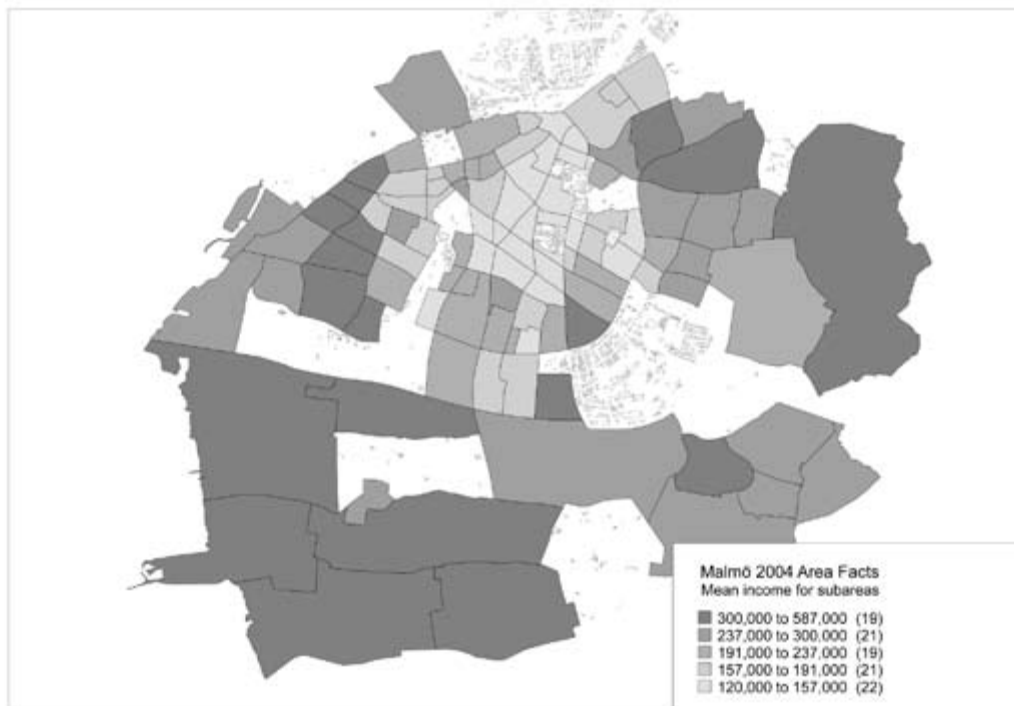 Malmö 2004 Area Facts
Mean income for subareas
300,000 to 587,000 (19)
237,000 to 300,000 (21)
191,000 to 237,000 (19)
157,000 to 191,000 (21)
120,000 to 157,000 (22)